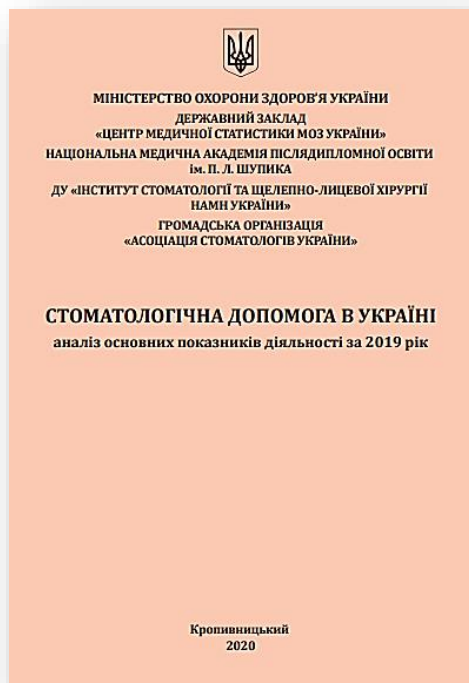 МІНІСТЕРСТВО ОХОРОНИ ЗДОРОВ'Я УКРАЇНИ
ДЕРЖАВНИЙ ЗАКЛАД
«ЦЕНТР МЕДИЧНОЇ СТАТИСТИКИ МОЗ УКРАЇНИ»
НАЦІОНАЛЬНА МЕДИЧНА АКАДЕМІЯ ПІСЛЯДИПЛОМНОЇ ОСВІТИ
ім. П. Л. ШУПИКА
ДУ «ІНСТИТУТ СТОМАТОЛОГІЇ ТА ЩЕЛЕПНО-ЛИЦЕВОЇ ХІРУРГІЇ
НАМН УКРАЇНИ»
ГРОМАДСЬКА ОРГАНІЗАЦІЯ
«АСОЦІАЦІЯ СТОМАТОЛОГІВ УКРАЇНИ»
СТОМАТОЛОГІЧНА ДОПОМОГА В УКРАЇНІ
аналіз основних показників діяльності за 2019 рік
Кропивницький
2020